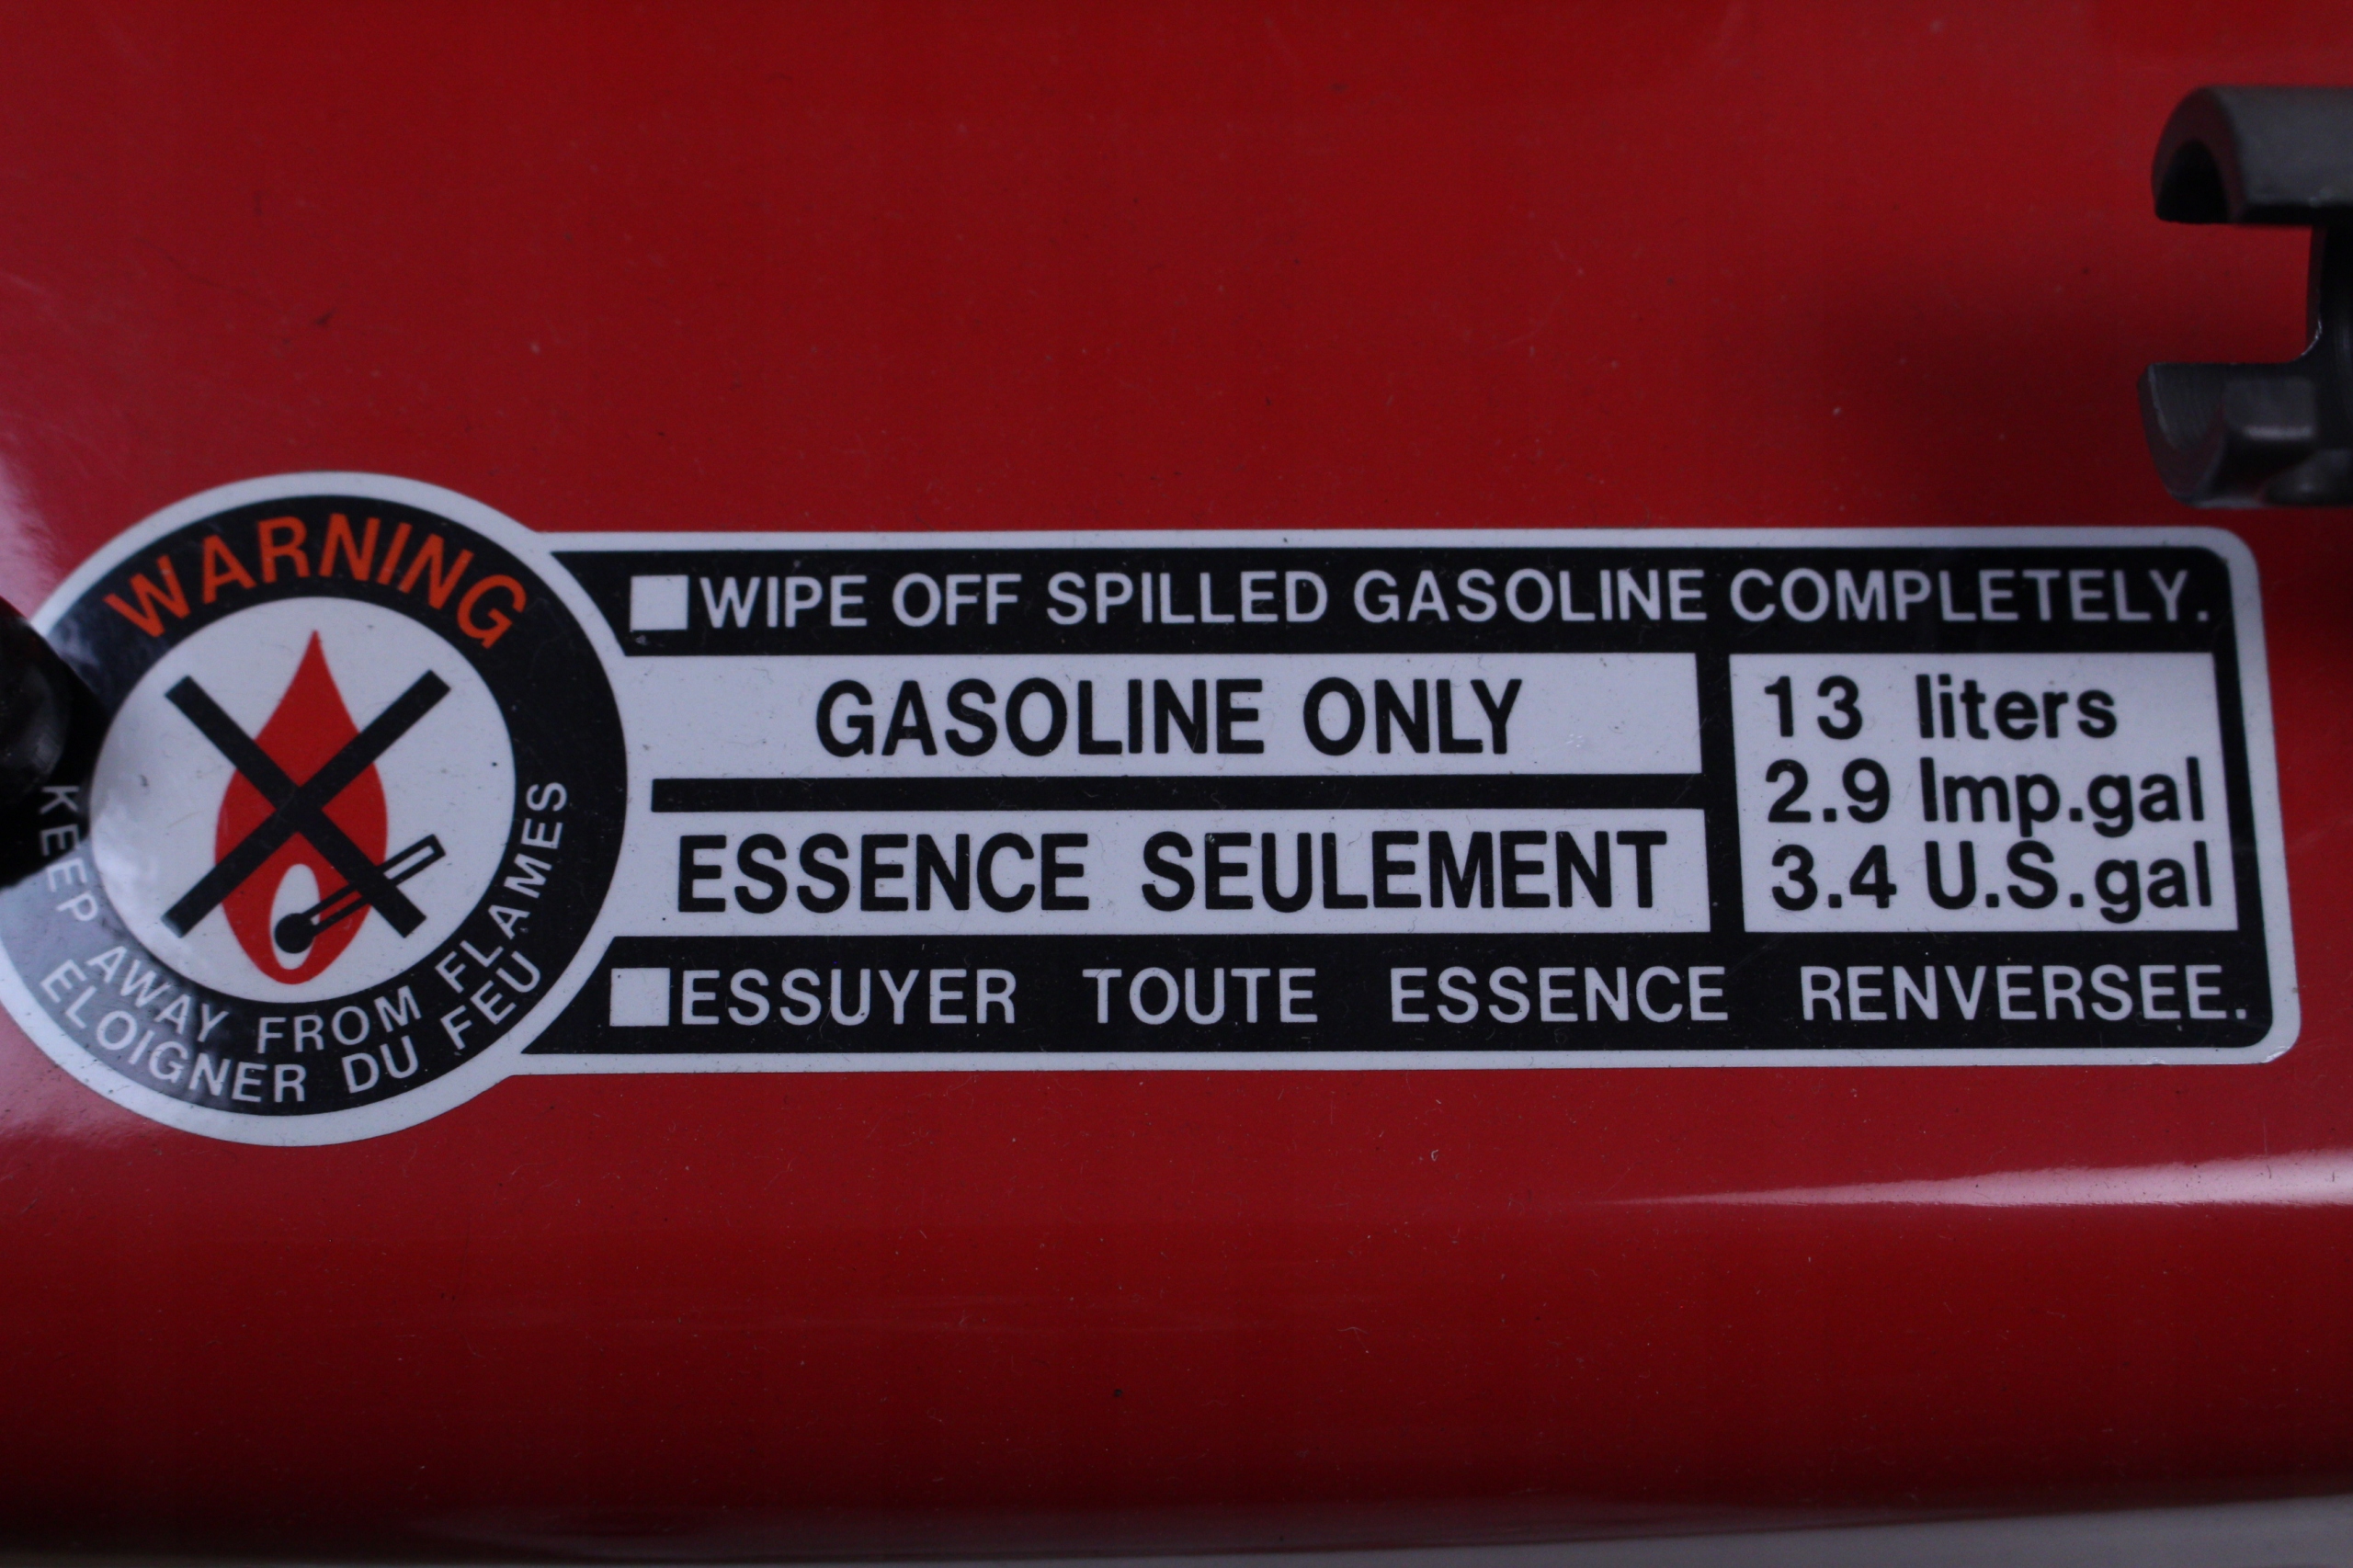 WARNING
KEEP AWAY FROM FLAMES
ELOIGNER DU FEU
WIPE OFF SPILLED GASOLINE COMPLETELY.
GASOLINE ONLY
ESSENCE SEULEMENT
13 liters
2.9 Imp.gal
3.4 U.S.gal
ESSUYER TOUTE ESSENCE RENVERSEE.